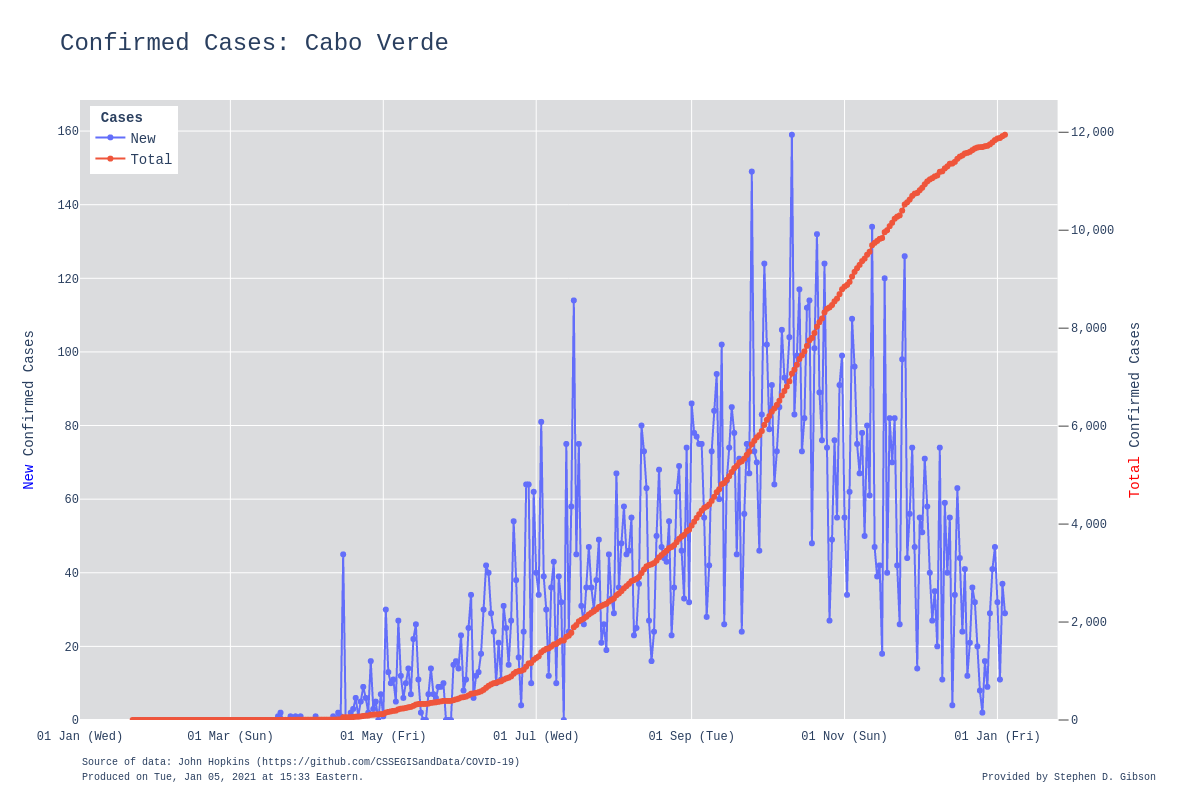 Confirmed Cases: Cabo Verde
Cases
New
Total
160
140
120
100
80
60
40
20
0
New Confirmed Cases
12,000
10,000
8,000
6,000
4,000
2,000
0
Total Confirmed Cases
01 Jan (Wed) 01 Mar (Sun) 01 May (Fri) 01 Jul (Wed) 01 Sep (Tue) 01 Nov (Sun) 01 Jan (Fri)
Source of data: John Hopkins (https://github.com/CSSEGISandData/COVID-19)
Produced on Tue, Jan 05, 2021 at 15:33 Eastern.
Provided by Stephen D. Gibson